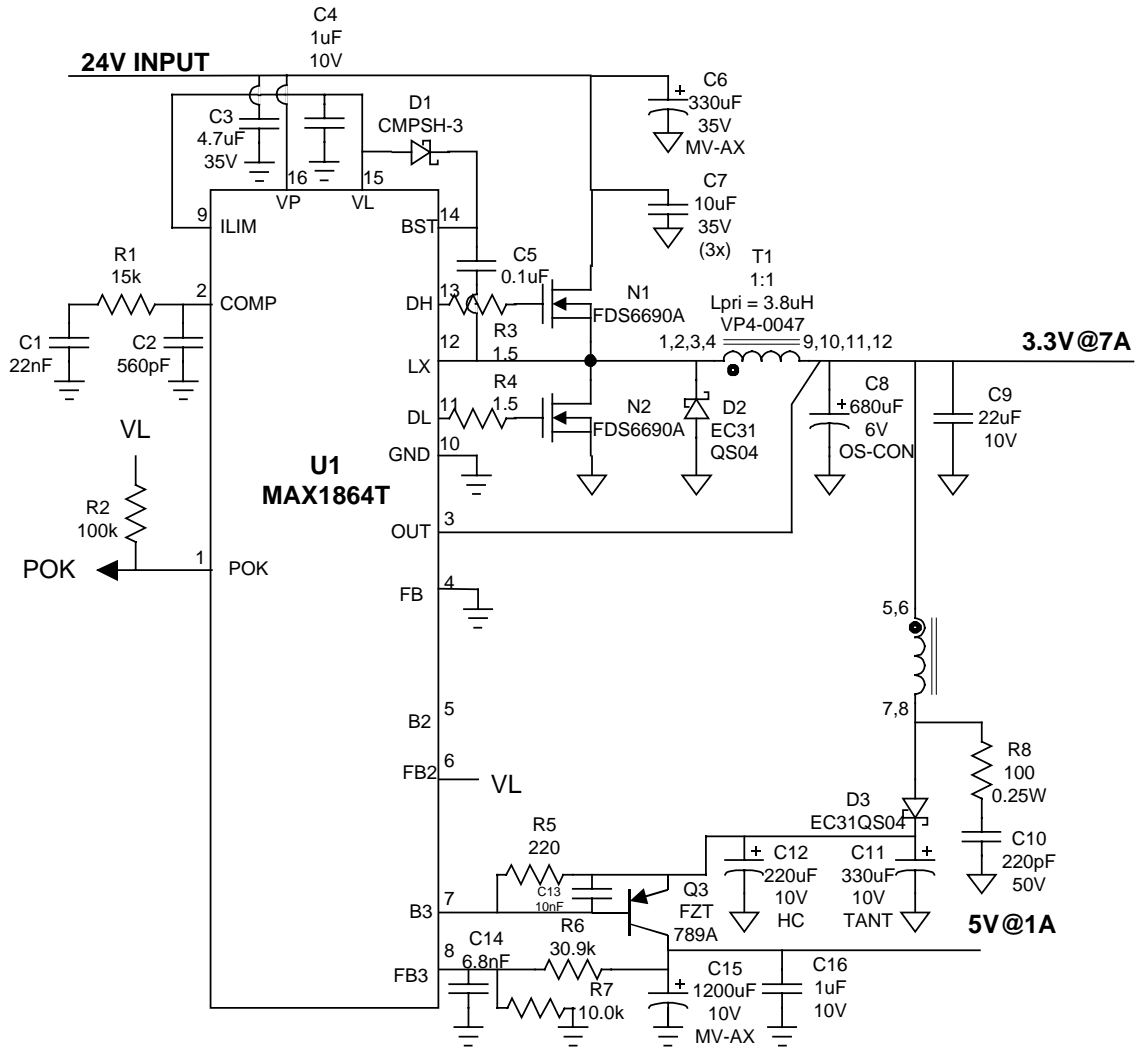 C4
1uF
10V
24V INPUT
C3
4.7uF
35V
D1
CMPSH-3
C6
330uF
35V
MV-AX
16
15
VP
VL
C7
10uF
35V
(3x)
9
ILIM
14
BST
C5
0.1uF
R1
15k
2
COMP
C1
22nF
C2
560pF
13
DH
R3
1.5
N1
FDS6690A
T1
1:1
Lpri = 3.8uH
VP4-0047
1,2,3,4
9,10,11,12
3.3V@7A
12
LX
R4
1.5
11
DL
N2
FDS6690A
D2
EC31
QS04
C8
680uF
6V
OS-CON
C9
22uF
10V
10
GND
U1
MAX1864T
VL
R2
100k
3
OUT
POK
1
POK
4
FB
5,6
7,8
5
B2
6
FB2
VL
R8
100
0.25W
D3
EC31QS04
C10
220pF
50V
R5
220
C13
10nF
Q3
FZT
789A
C12
220uF
10V
HC
C11
330uF
10V
TANT
7
B3
5V@1A
8
FB3
C14
6.8nF
R6
30.9k
R7
10.0k
C15
1200uF
10V
MV-AX
C16
1uF
10V